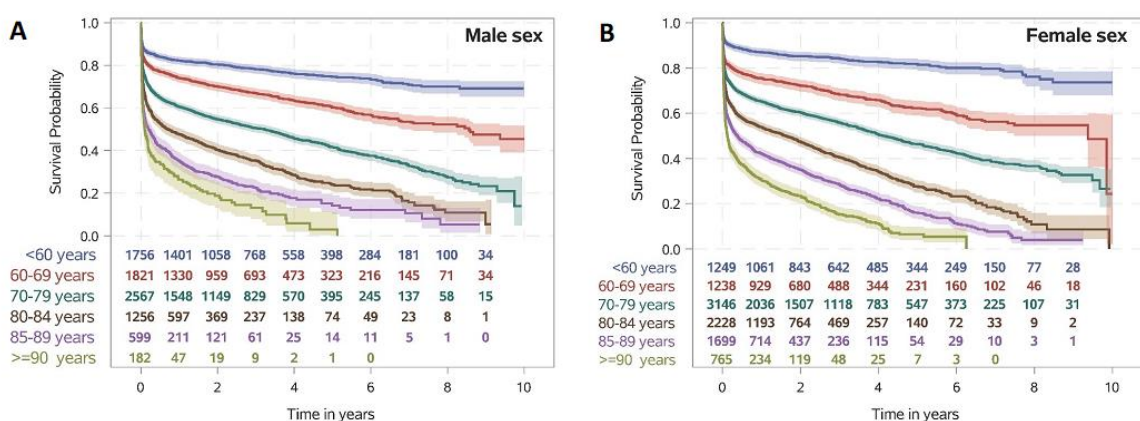 A
Male sex
Survival Probability
1.0
0.8
0.6
0.4
0.2
0.0
<60 years 1756 1401 1058 768 558 398 284 181 100 34
60-69 years 1821 1330 959 693 473 323 216 145 71 34
70-79 years 2567 1548 1149 829 570 395 245 137 58 15
80-84 years 1256 597 369 237 138 74 49 23 8 1
85-89 years 599 211 121 61 25 14 11 5 1 0
>=90 years 182 47 19 9 2 1 0
0 2 4 6 8 10
Time in years
B
Female sex
Survival Probability
1.0
0.8
0.6
0.4
0.2
0.0
<60 years 1249 1061 843 642 485 344 249 150 77 28
60-69 years 1238 929 680 488 344 231 160 102 46 18
70-79 years 3146 2036 1507 1118 783 547 373 225 107 31
80-84 years 2228 1193 764 469 257 140 72 33 9 2
85-89 years 1699 714 437 236 115 54 29 10 3 1
>=90 years 765 234 119 48 25 7 3 0
0 2 4 6 8 10
Time in years